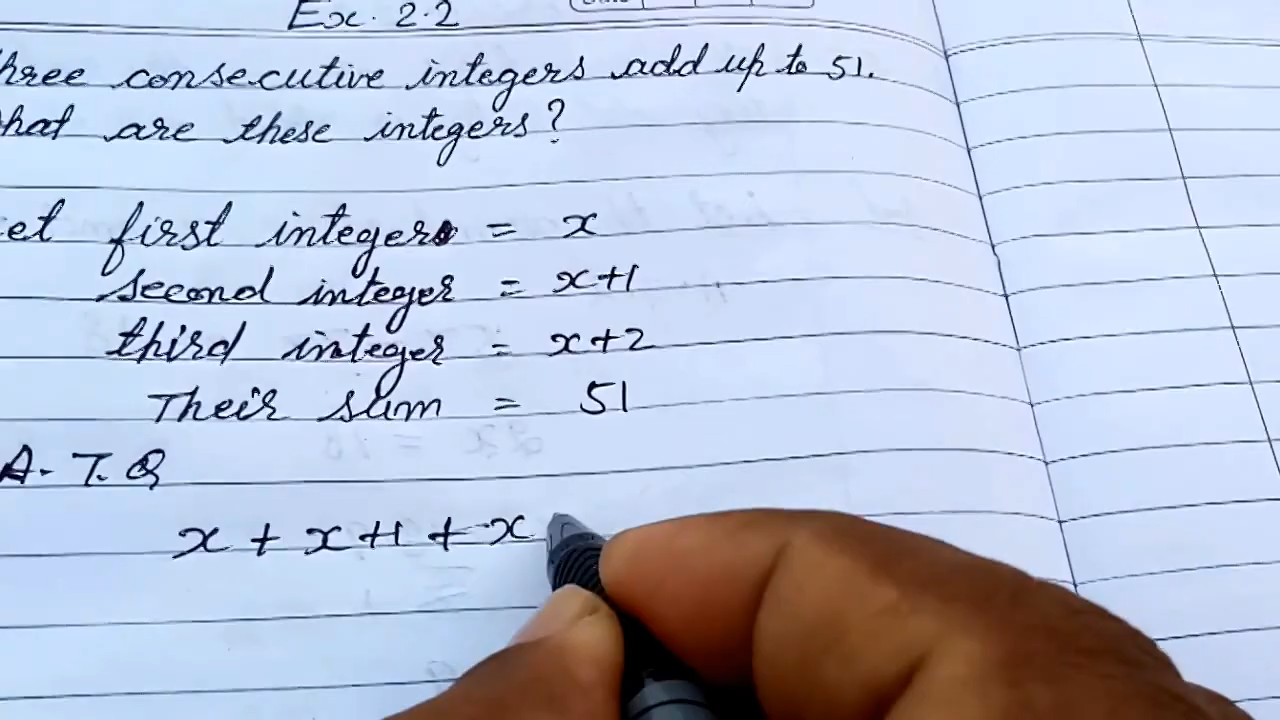 Ex. 2.2
hree consecutive integers add up to 51.
hat are these integers?
et first integer = x
second integer = x+1
third integer = x+2
Their sum = 51
A. T. Q
x + x+1 + x